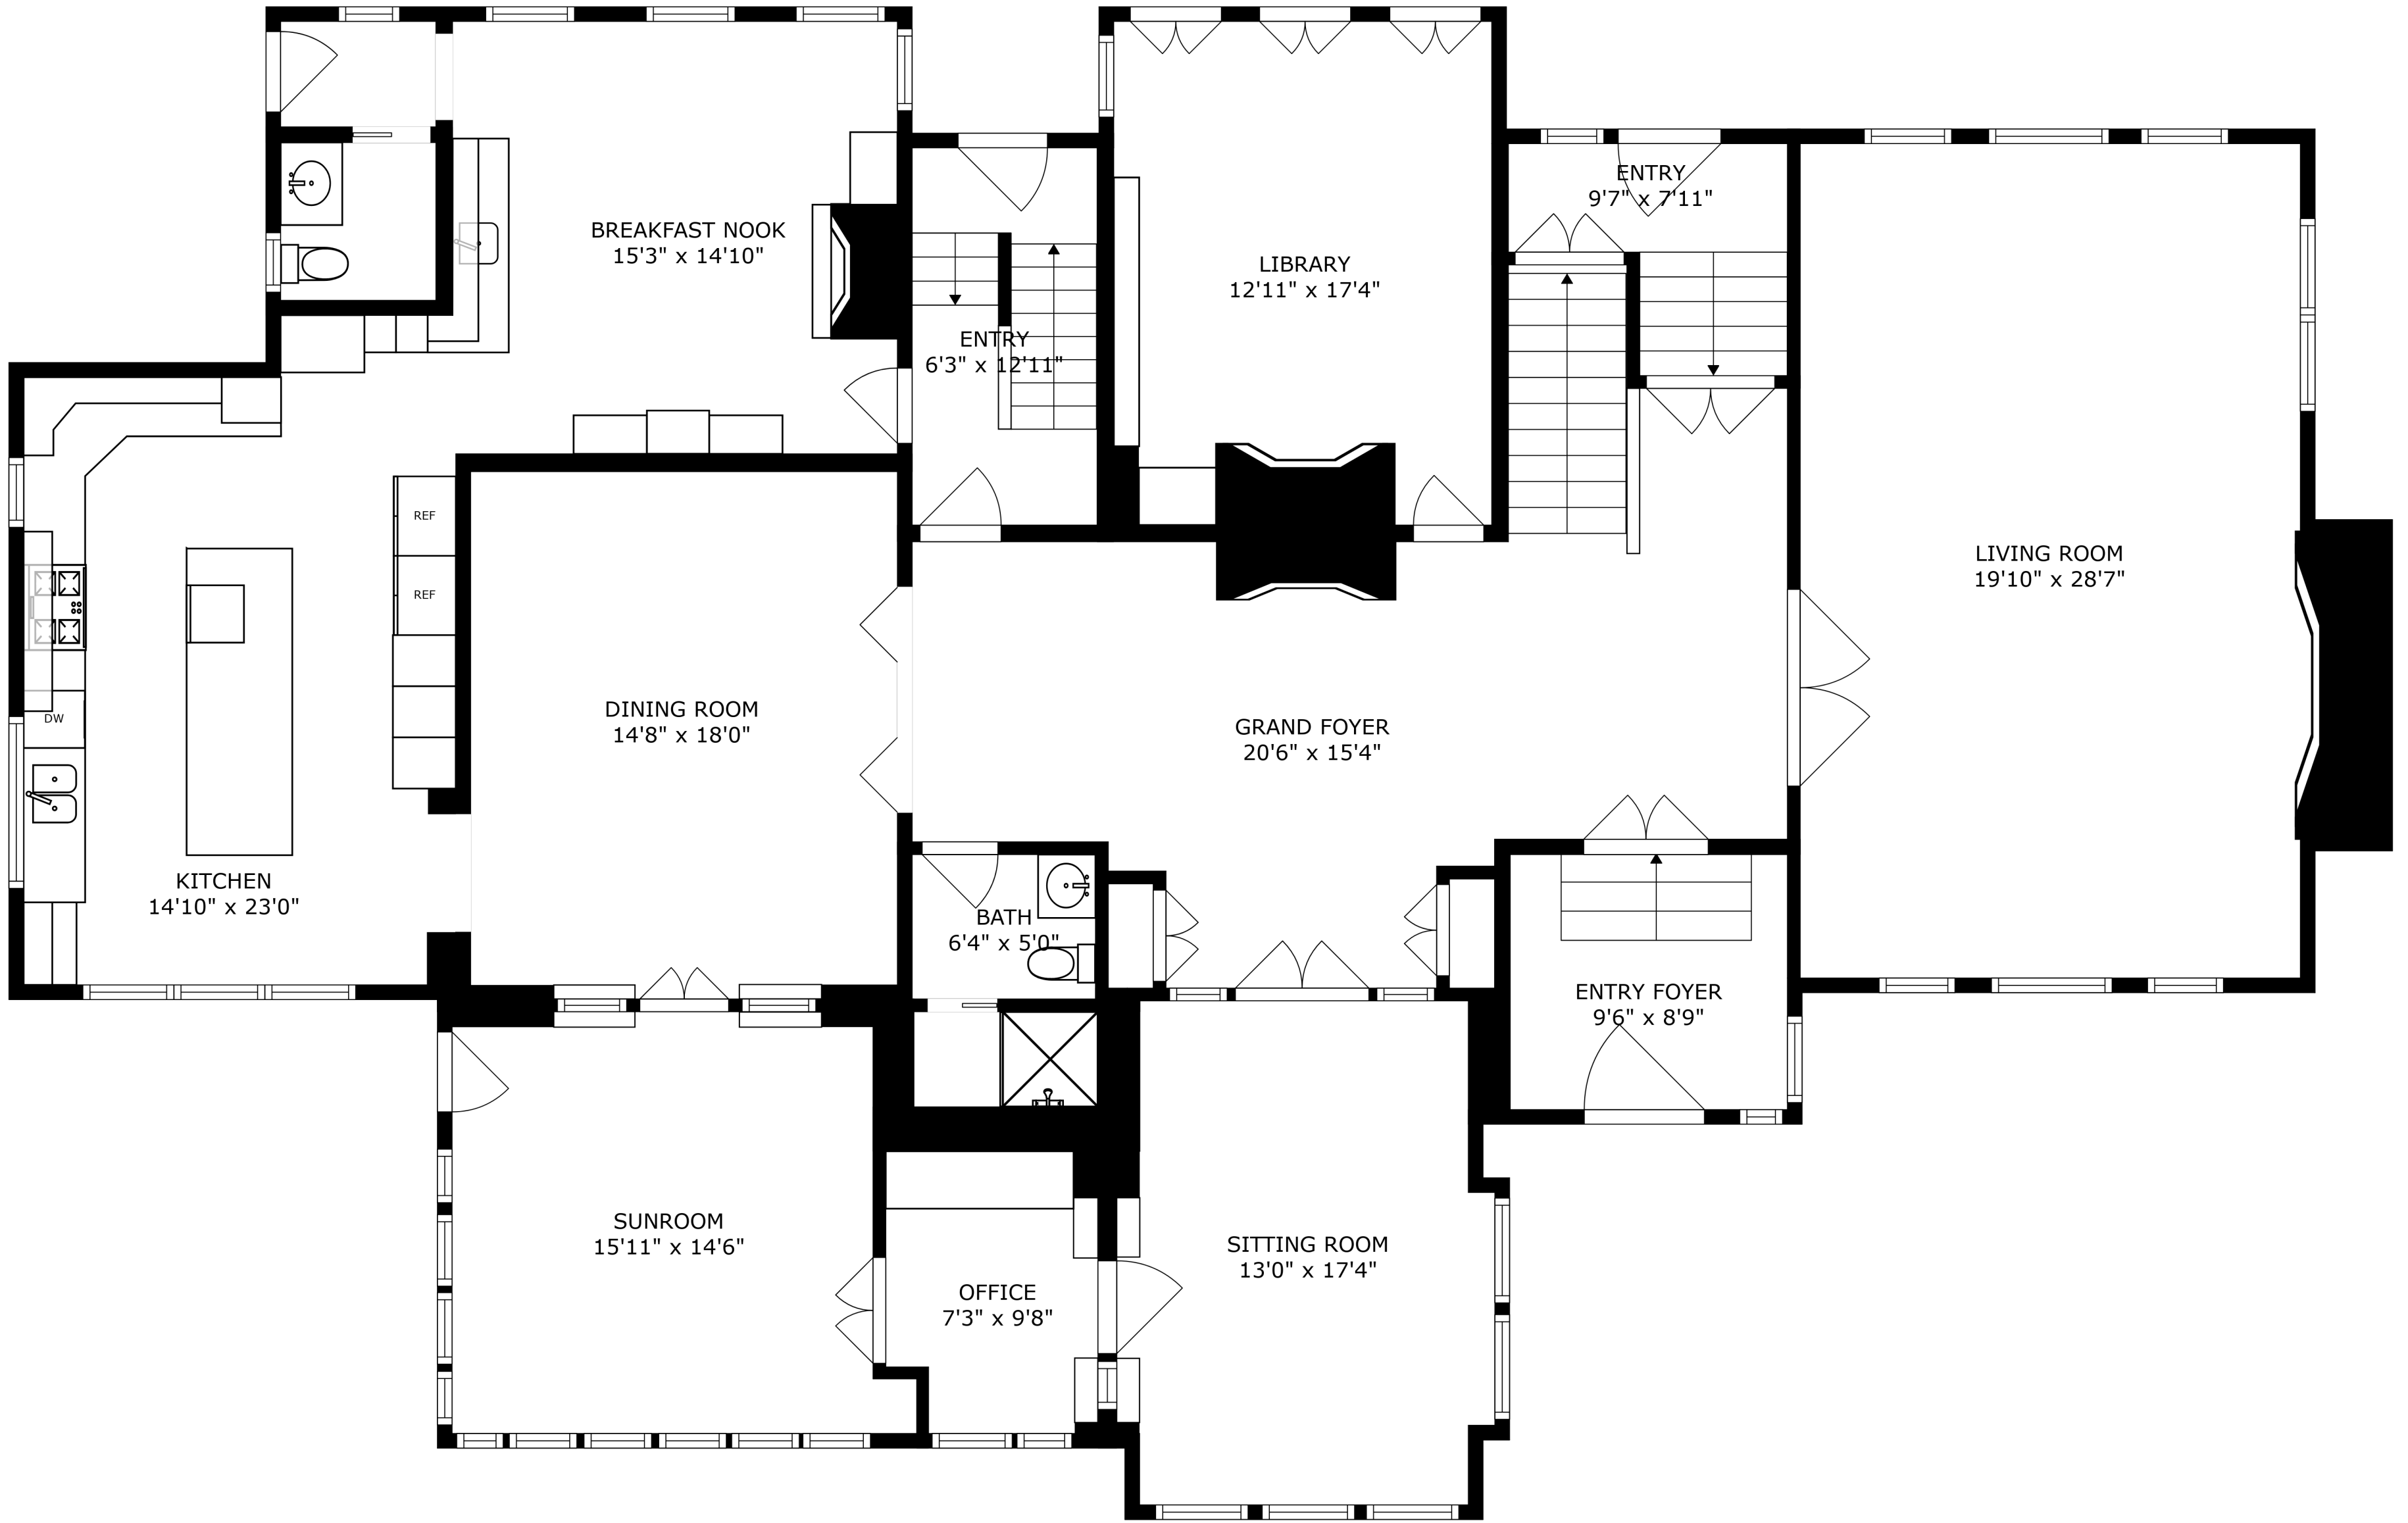 ENTRY
9'7" x 7'11"
BREAKFAST NOOK
15'3" x 14'10"
LIBRARY
12'11" x 17'4"
ENTRY
6'3" x 12'11"
REF
REF
LIVING ROOM
19'10" x 28'7"
DINING ROOM
14'8" x 18'0"
DW
GRAND FOYER
20'6" x 15'4"
KITCHEN
14'10" x 23'0"
BATH
6'4" x 5'0"
ENTRY FOYER
9'6" x 8'9"
SUNROOM
15'11" x 14'6"
SITTING ROOM
13'0" x 17'4"
OFFICE
7'3" x 9'8"